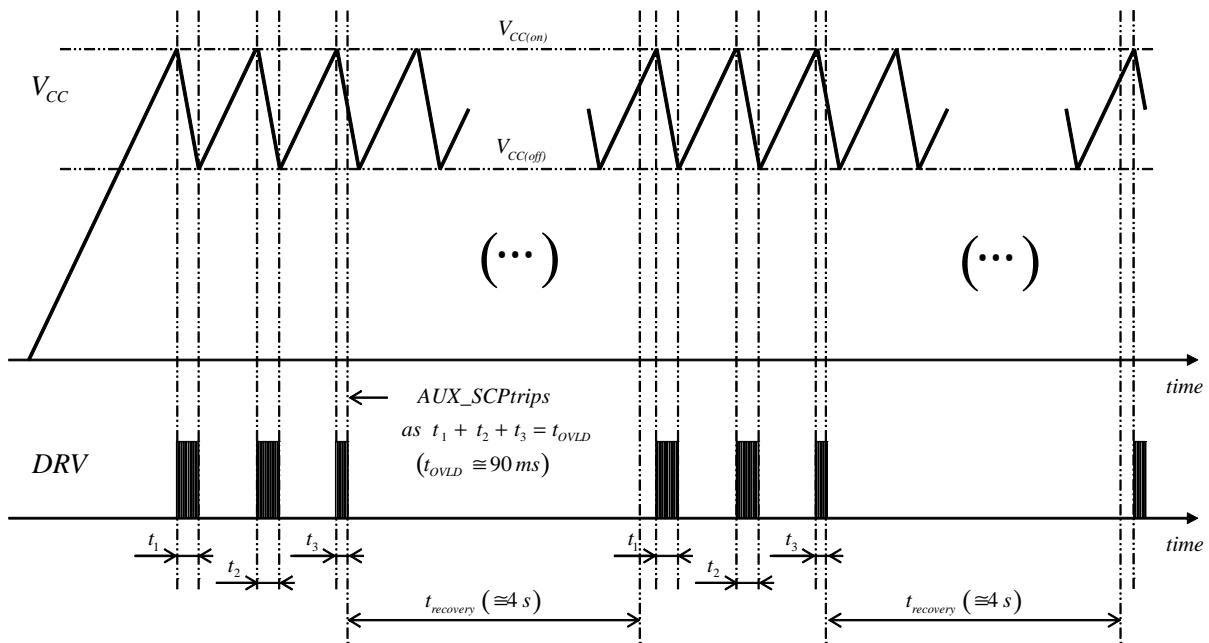 V_CC(on)
V_CC
V_CC(off)
(⋯)
(⋯)
time
AUX_SCPtrips
as t_1 + t_2 + t_3 = t_OVLD
(t_OVLD ≅ 90 ms)
DRV
time
t_1
t_2
t_3
t_1
t_2
t_3
t_recovery (≅4 s)
t_recovery (≅4 s)